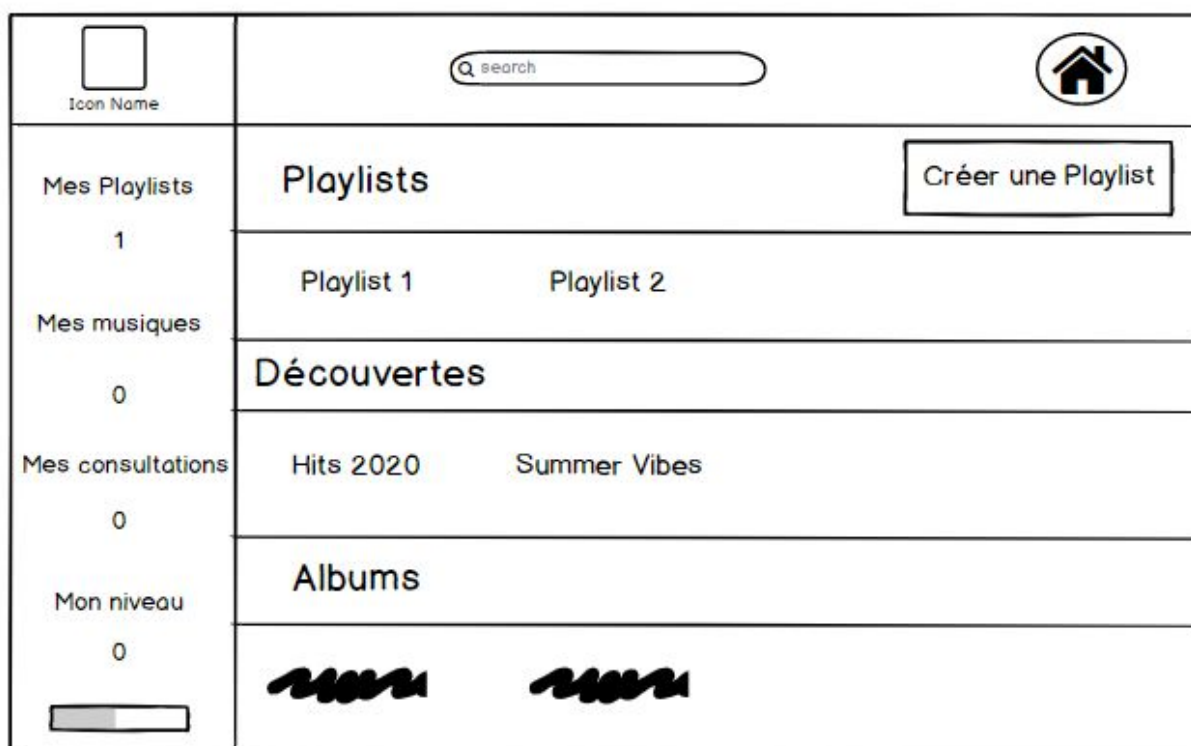 Icon Name
search
Mes Playlists
1
Mes musiques
0
Mes consultations
0
Mon niveau
0
Playlists
Créer une Playlist
Playlist 1
Playlist 2
Découvertes
Hits 2020
Summer Vibes
Albums